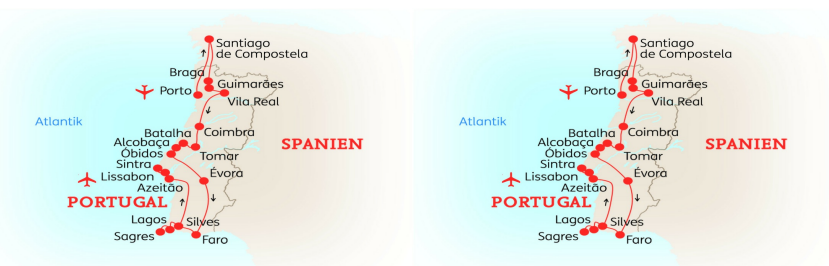 Santiago
de Compostela
Braga
Guimarães
Porto
Vila Real
Atlantik
Batalha
Coimbra
Alcobaça
SPANIEN
Óbidos
Tomar
Sintra
Évora
Lissabon
Azeitão
PORTUGAL
Lagos
Silves
Sagres
Faro
Santiago
de Compostela
Braga
Guimarães
Porto
Vila Real
Atlantik
Batalha
Coimbra
Alcobaça
SPANIEN
Óbidos
Tomar
Sintra
Évora
Lissabon
Azeitão
PORTUGAL
Lagos
Silves
Sagres
Faro